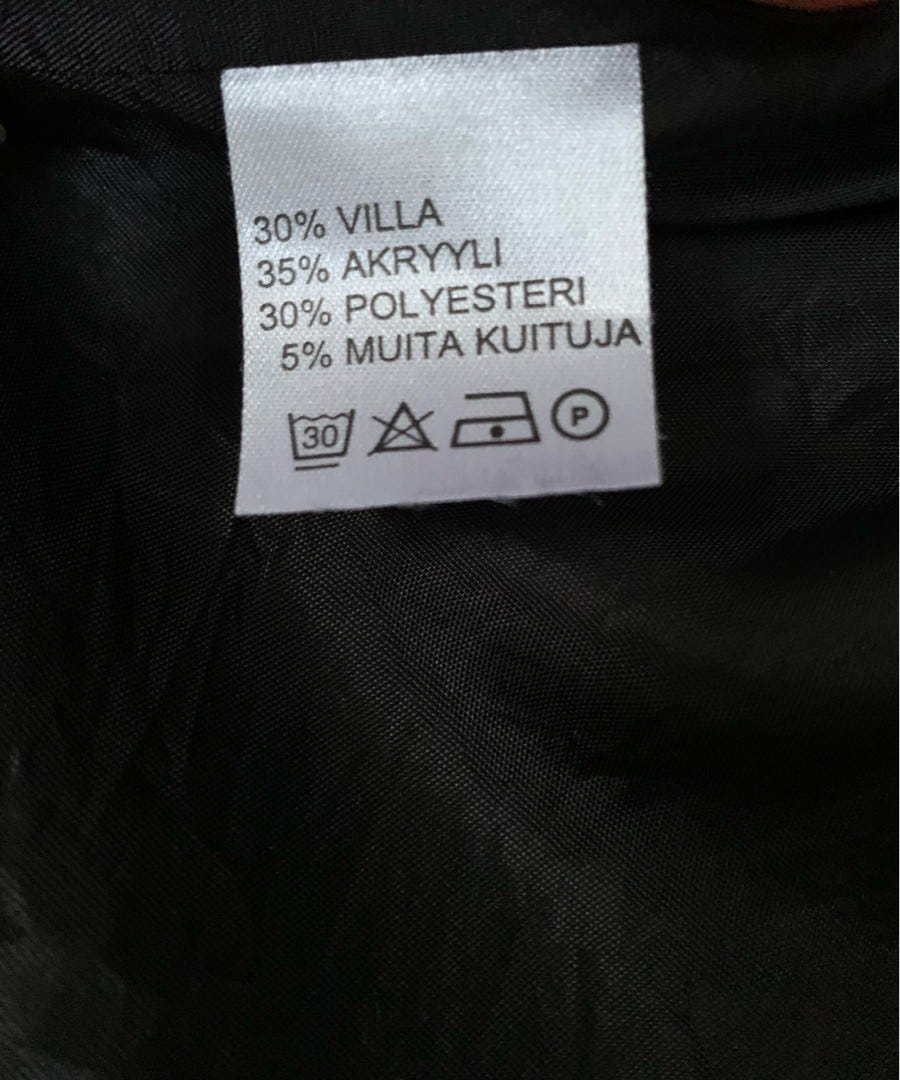 30% VILLA
35% AKRYYLI
30% POLYESTERI
5% MUITA KUITUJA
30 P